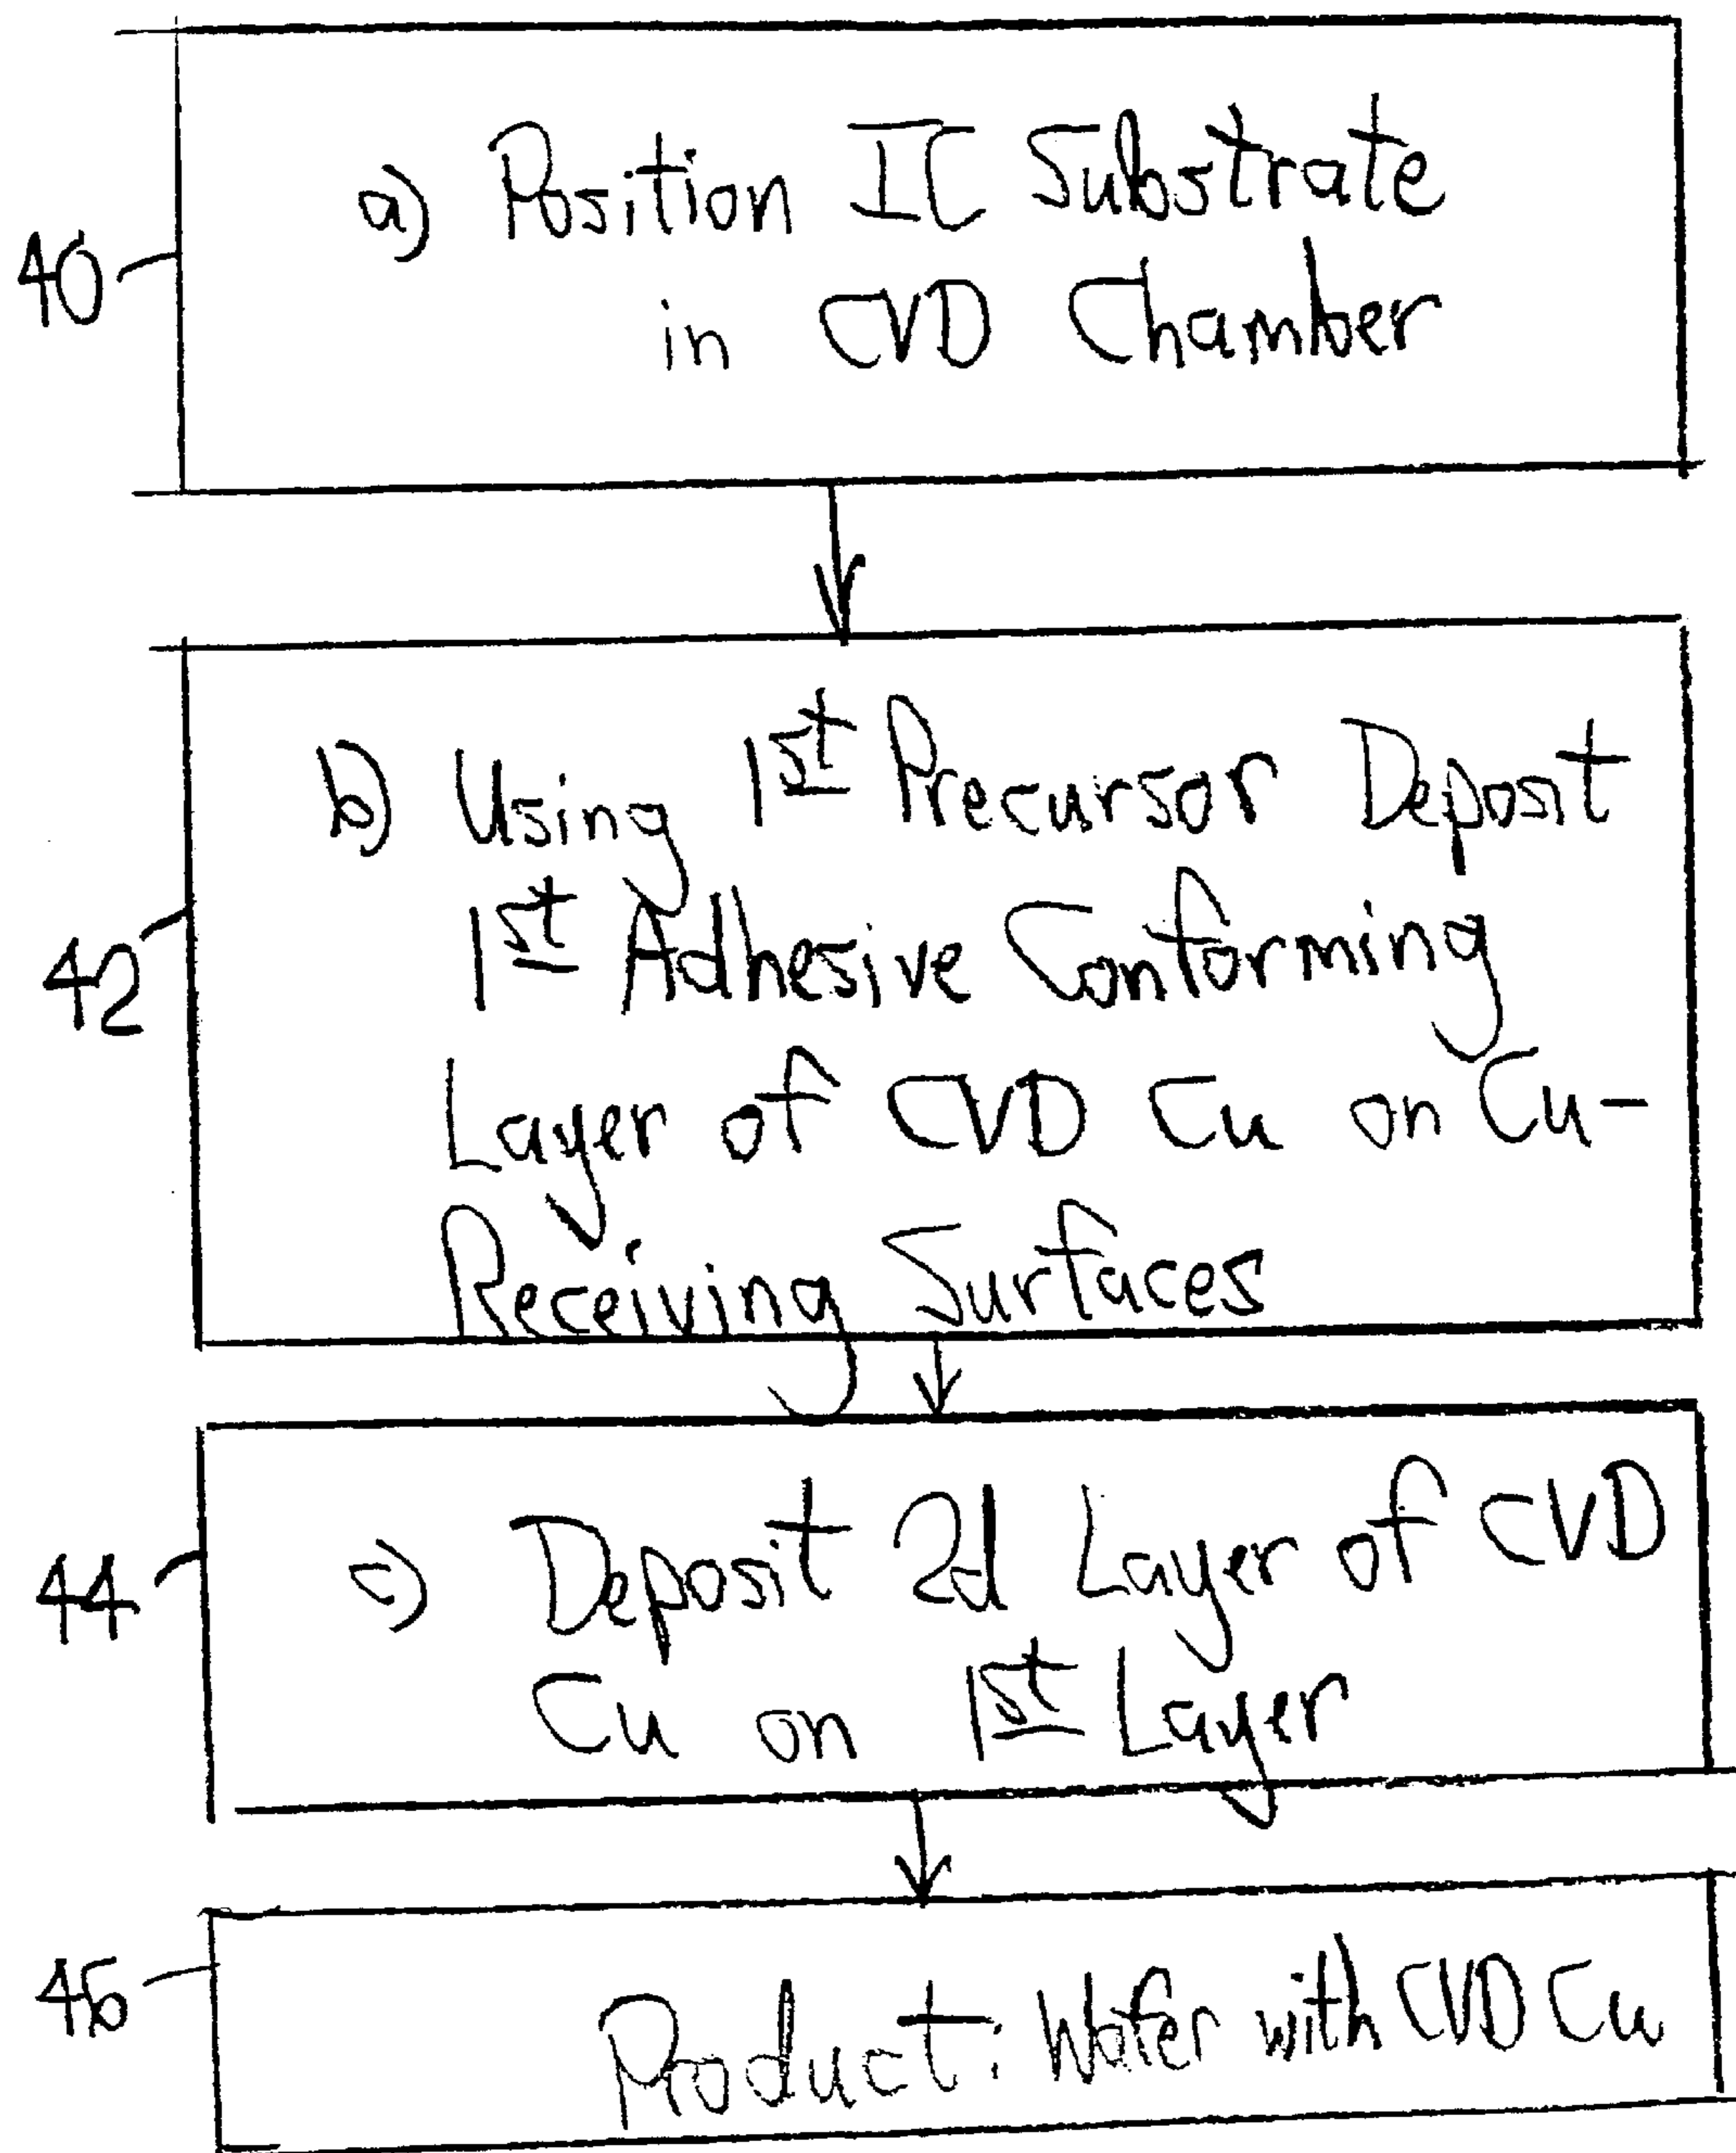 a) Position IC Substrate
40
in CVD Chamber
b) Using 1st Precursor Deposit
1st Adhesive Conforming
42
Layer of CVD Cu on Cu-
Receiving Surfaces
c) Deposit 2d Layer of CVD
44
Cu on 1st Layer
46
Product: Wafer with CVD Cu